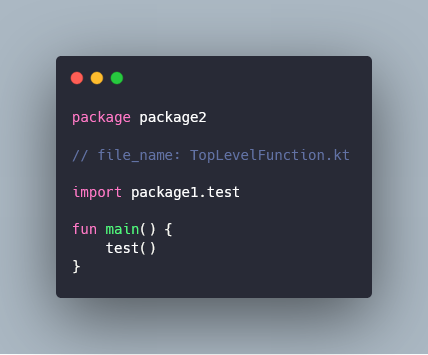 package package2
// file_name: TopLevelFunction.kt
import package1.test
fun main() {
    test()
}